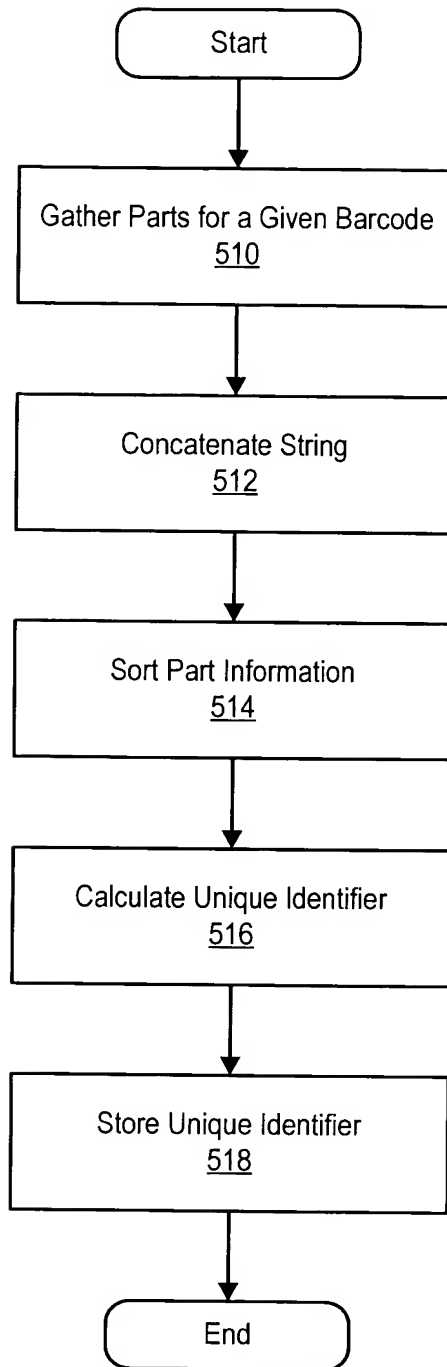 Start
Gather Parts for a Given Barcode
510
Concatenate String
512
Sort Part Information
514
Calculate Unique Identifier
516
Store Unique Identifier
518
End